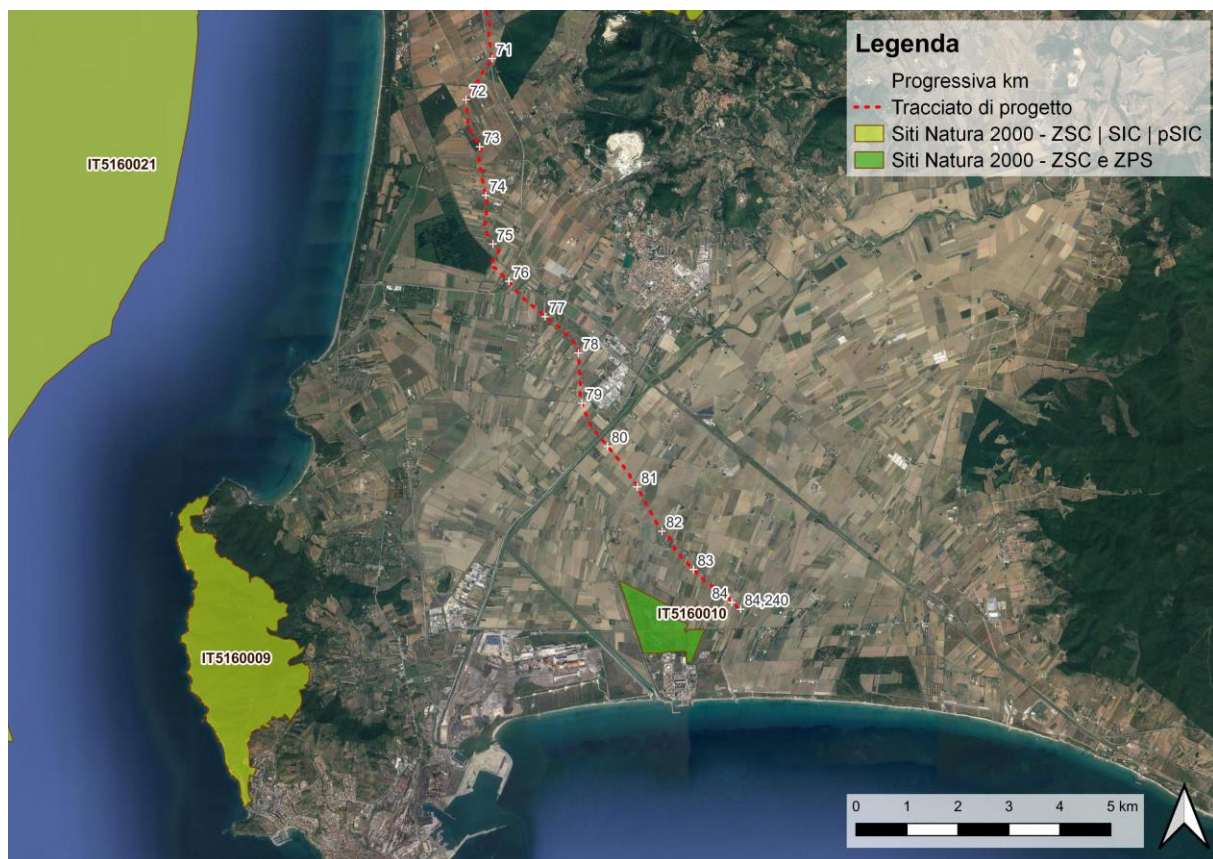 Legenda
Progressiva km
Tracciato di progetto
Siti Natura 2000 - ZSC | SIC | pSIC
Siti Natura 2000 - ZSC e ZPS
71
72
73
IT5160021
74
75
76
77
78
79
80
81
82
83
84
84,240
IT5160010
IT5160009
0 1 2 3 4 5 km